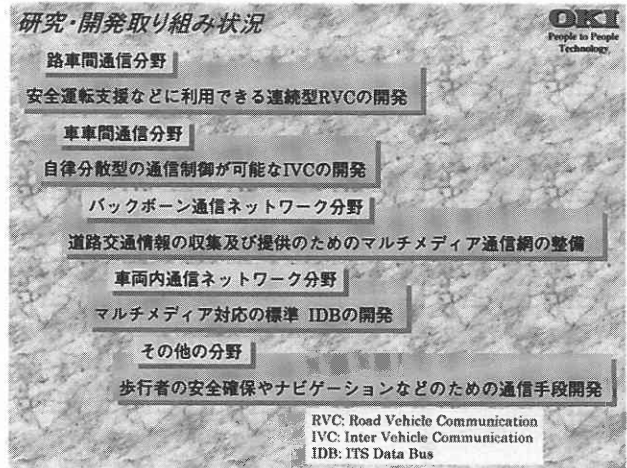 研究・開発取り組み状況
OKI
People to People
Technology
路車間通信分野
安全運転支援などに利用できる連続型RVCの開発
車車間通信分野
自律分散型の通信制御が可能なIVCの開発
バックボーン通信ネットワーク分野
道路交通情報の収集及び提供のためのマルチメディア通信網の整備
車両内通信ネットワーク分野
マルチメディア対応の標準 IDBの開発
その他の分野
歩行者の安全確保やナビゲーションなどのための通信手段開発
RVC: Road Vehicle Communication
IVC: Inter Vehicle Communication
IDB: ITS Data Bus